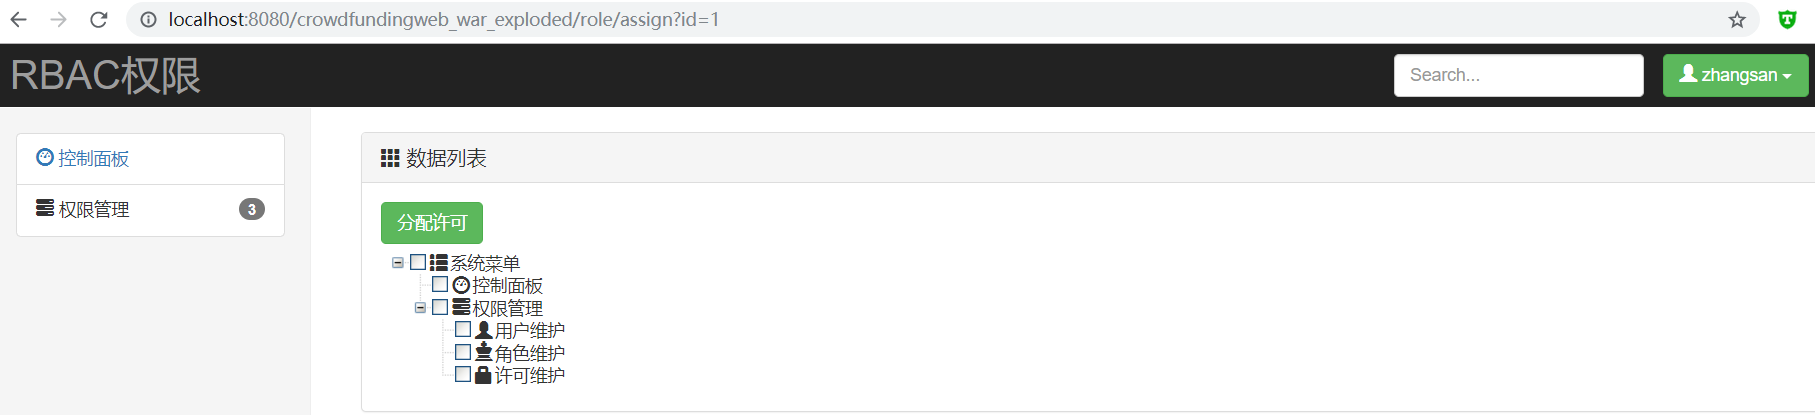 localhost:8080/crowdfundingweb_war_exploded/role/assign?id=1
RBAC权限
Search...
zhangsan
控制面板
权限管理 3
数据列表
分配许可
系统菜单
控制面板
权限管理
用户维护
角色维护
许可维护